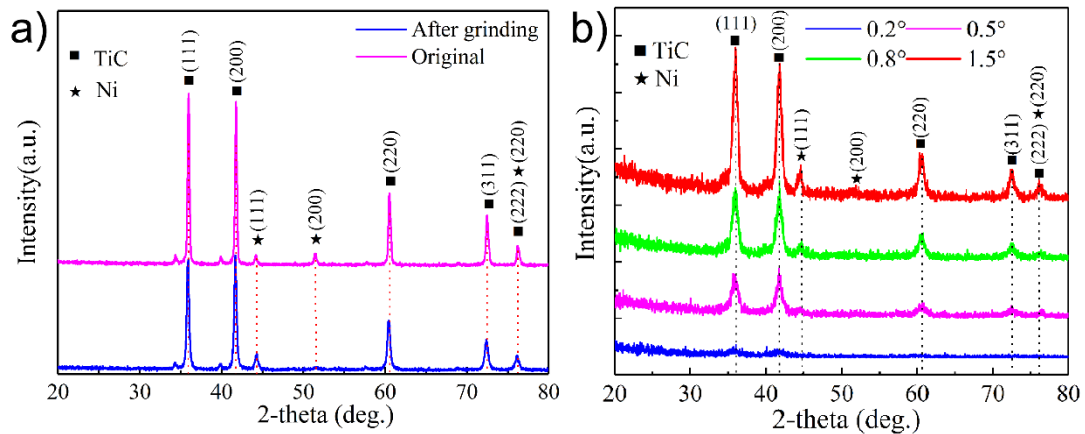 a)
■ TiC
★ Ni
After grinding
Original
■(111)
■(200)
★(111)
★(200)
■(220)
■(311)
■(222) ★(220)
Intensity(a.u.)
20 30 40 50 60 70 80
2-theta (deg.)
b)
■ TiC
★ Ni
0.2° 0.5°
0.8° 1.5°
(111)
■(200)
★(111)
★(200)
■(220)
■(311)
■(222) ★(220)
Intensity(a.u.)
20 30 40 50 60 70 80
2-theta (deg.)